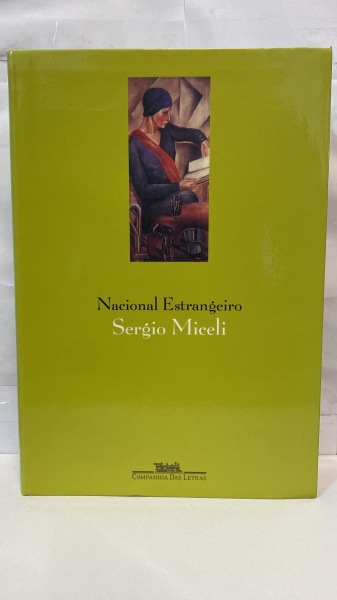 Nacional Estrangeiro
Sergio Miceli
COMPANHIA DAS LETRAS